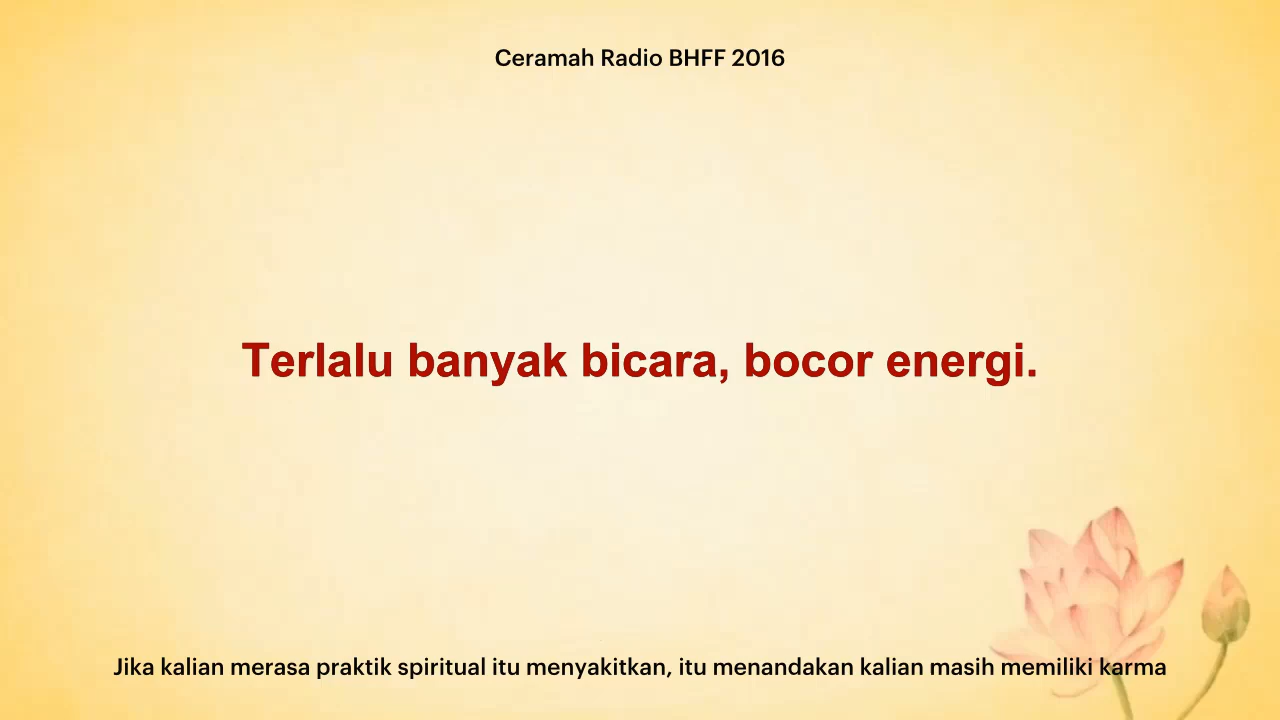 Ceramah Radio BHFF 2016
Terlalu banyak bicara, bocor energi.
Jika kalian merasa praktik spiritual itu menyakitkan, itu menandakan kalian masih memiliki karma